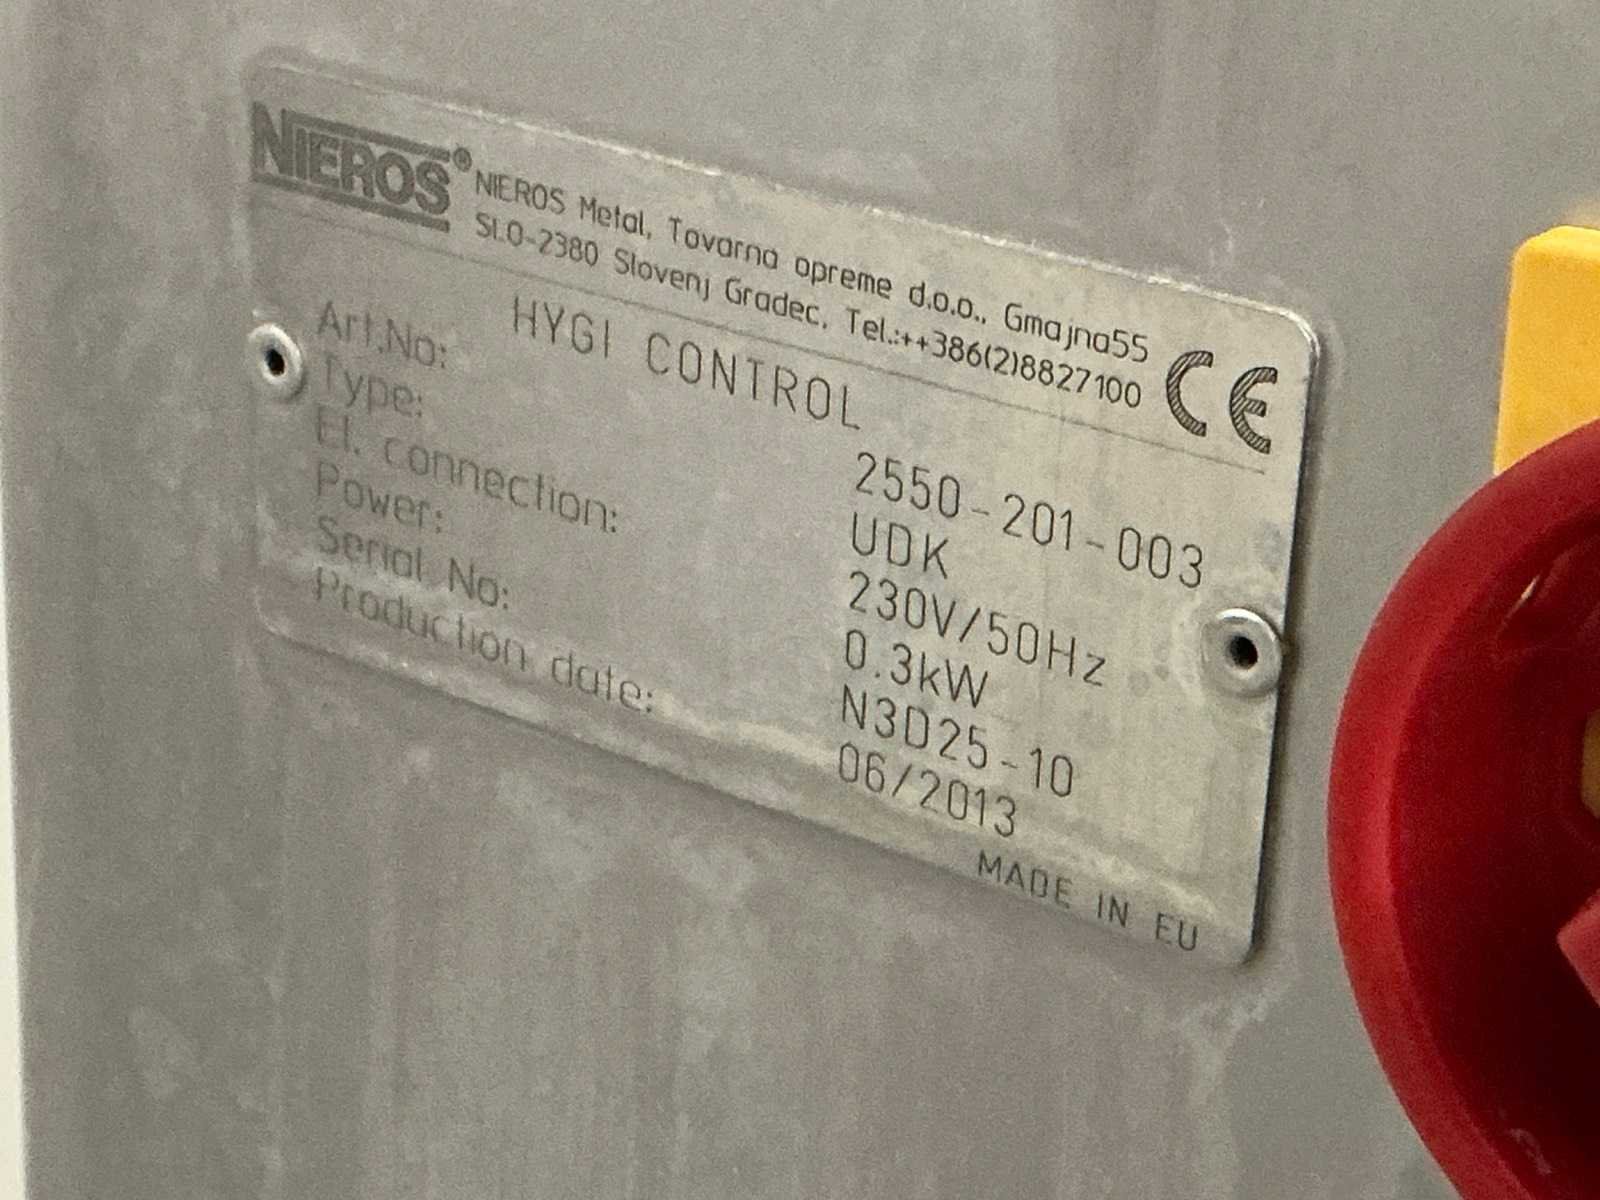 NIEROS®
NIEROS Metal, Tovarna opreme d.o.o., Gmajna55
SLO-2380 Slovenj Gradec, Tel.:++386(2)8827100
CE
HYGI CONTROL
Art.No: 2550-201-003
Type: UDK
El. connection: 230V/50Hz
Power: 0.3kW
Serial No: N3D25-10
Production date: 06/2013
MADE IN EU